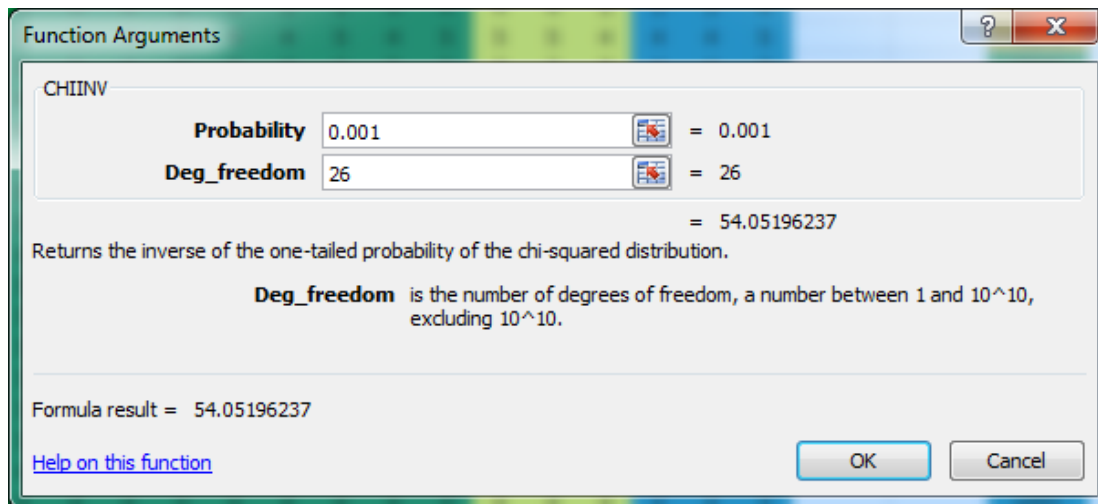 Function Arguments
CHIINV
Probability 0.001 = 0.001
Deg_freedom 26 = 26
= 54.05196237
Returns the inverse of the one-tailed probability of the chi-squared distribution.
Deg_freedom is the number of degrees of freedom, a number between 1 and 10^10,
excluding 10^10.
Formula result = 54.05196237
Help on this function
OK Cancel